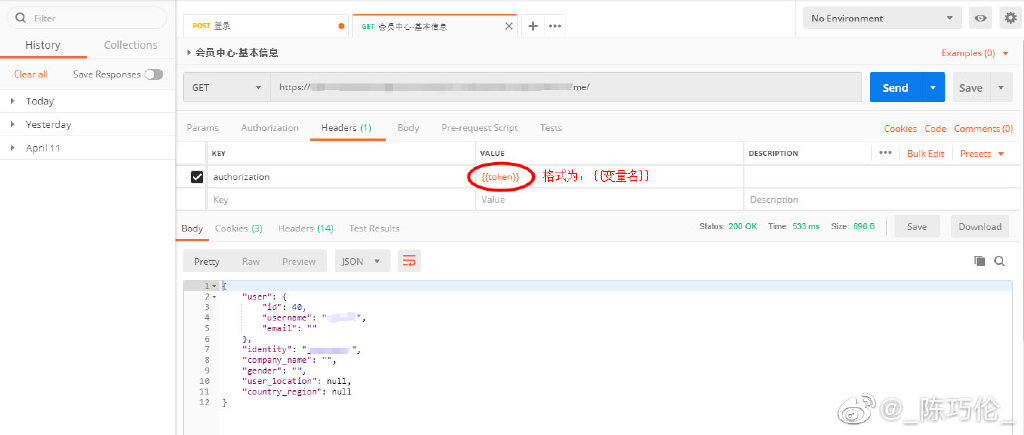 Filter
History Collections
Clear all Save Responses
Today
Yesterday
April 11
POST 登录
GET 会员中心-基本信息
No Environment
会员中心-基本信息
Examples (0)
GET https:// /me/ Send Save
Params Authorization Headers (1) Body Pre-request Script Tests Cookies Code Comments (0)
KEY VALUE DESCRIPTION ••• Bulk Edit Presets
authorization {{token}} 格式为：{{变量名}}
Key Value Description
Body Cookies (3) Headers (14) Test Results Status: 200 OK Time: 533 ms Size: 696 B Save Download
Pretty Raw Preview JSON
1 {
2 "user": {
3 "id": 40,
4 "username": " ",
5 "email": ""
6 },
7 "identity": " ",
8 "company_name": "",
9 "gender": "",
10 "user_location": null,
11 "country_region": null
12 }
@_陈巧伦_